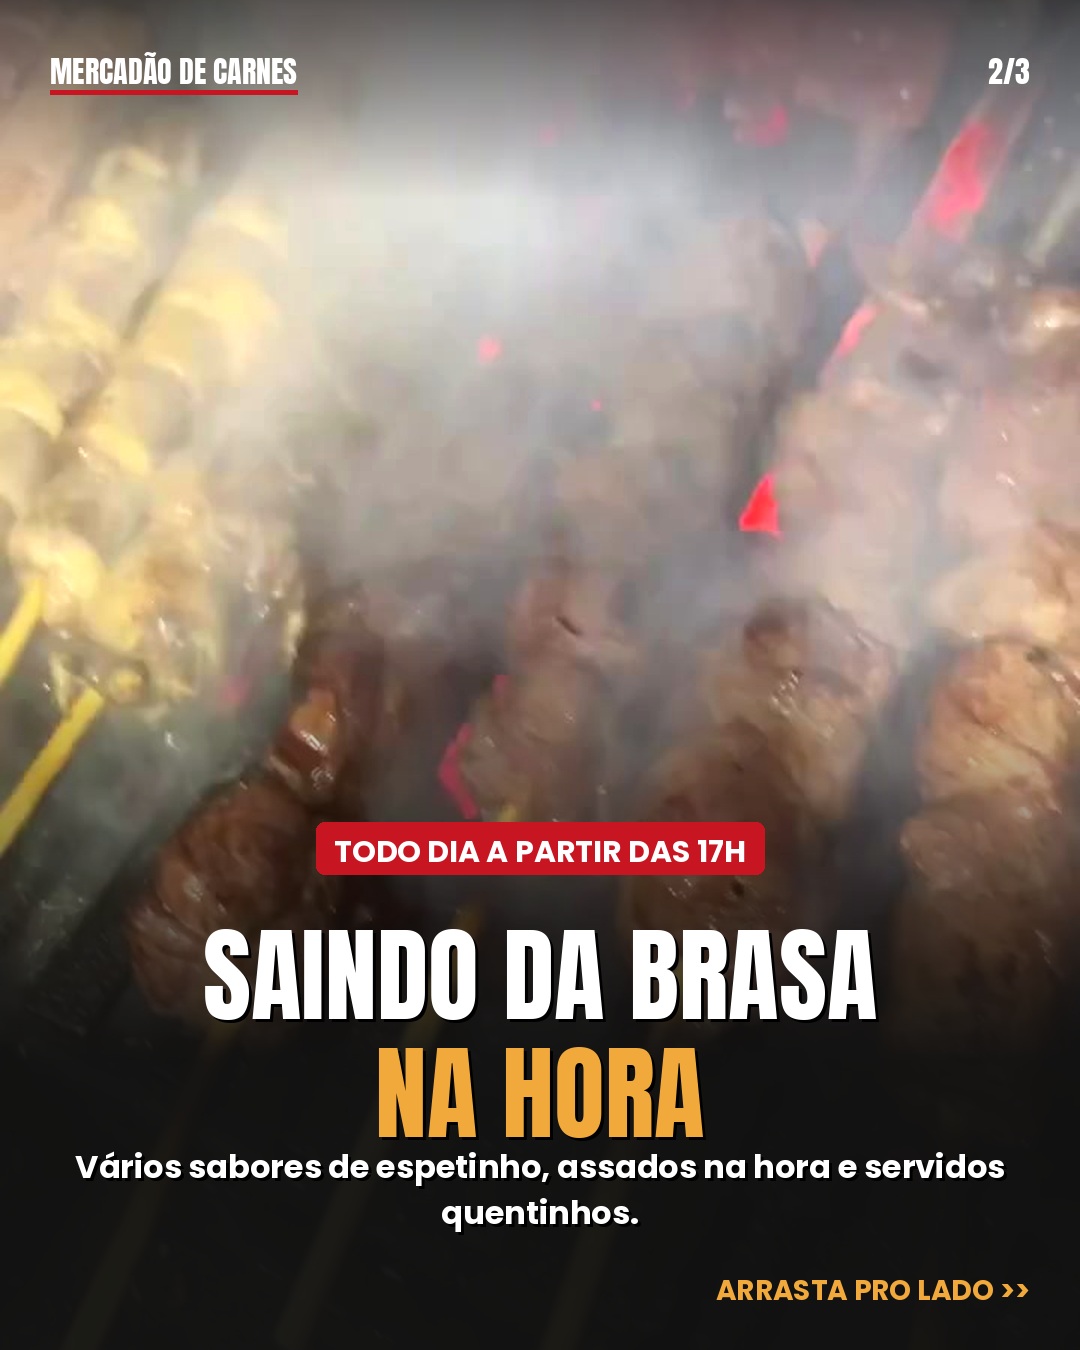 MERCADÃO DE CARNES
2/3
TODO DIA A PARTIR DAS 17H
SAINDO DA BRASA
NA HORA
Vários sabores de espetinho, assados na hora e servidos
quentinhos.
ARRASTA PRO LADO >>